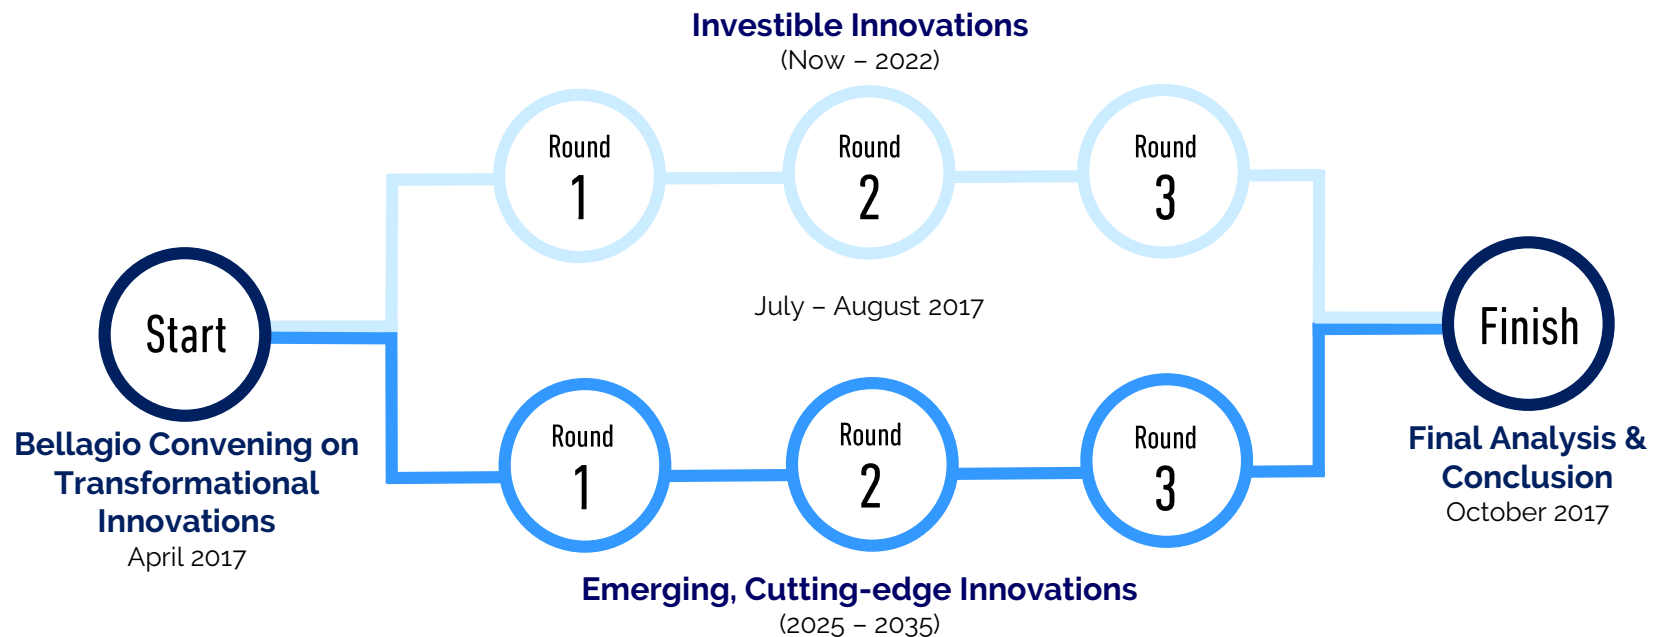 Investible Innovations
(Now – 2022)
Round
1
Round
2
Round
3
Start
Bellagio Convening on
Transformational
Innovations
April 2017
July – August 2017
Finish
Final Analysis &
Conclusion
October 2017
Round
1
Round
2
Round
3
Emerging, Cutting-edge Innovations
(2025 – 2035)